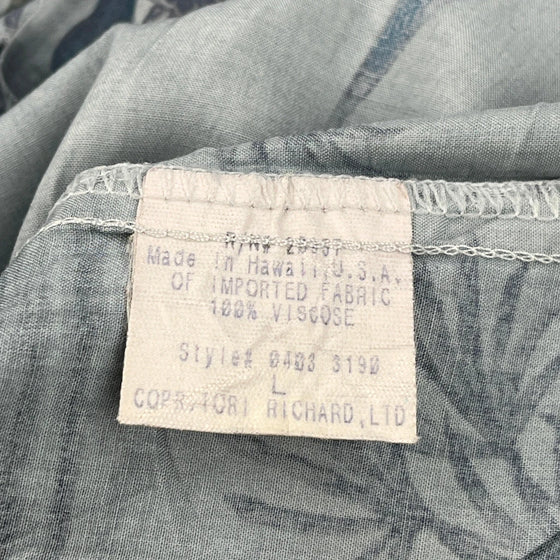 R/N#
Made in Hawaii,U.S.A.
OF IMPORTED FABRIC
100% VISCOSE
Style# 0403 3190
L
COPR,TORI RICHARD,LTD